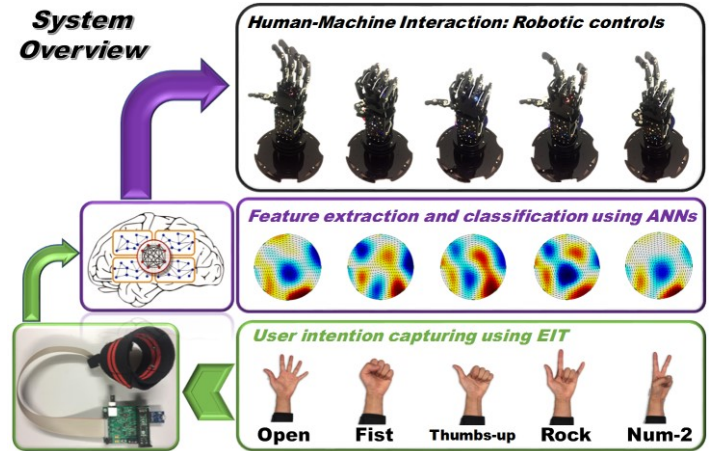 System
Overview
Human-Machine Interaction: Robotic controls
Feature extraction and classification using ANNs
User intention capturing using EIT
Open Fist Thumbs-up Rock Num-2